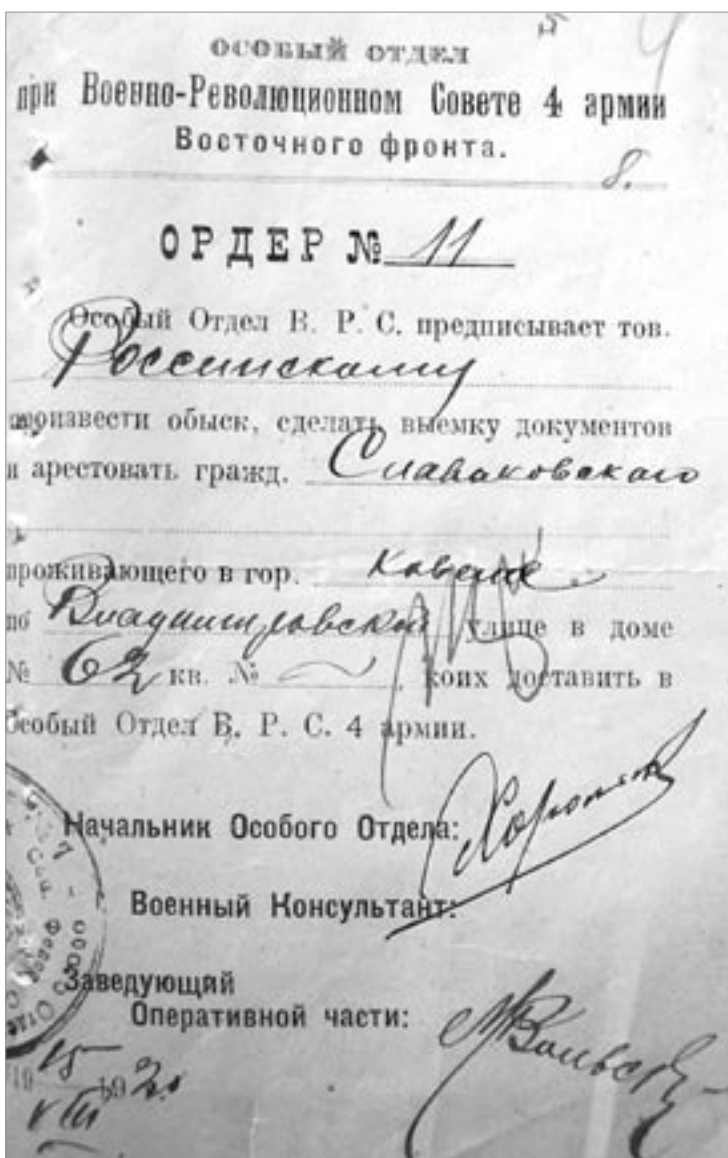 ОСОБЫЙ ОТДЕЛ
при Военно-Революционном Совете 4 армии
Восточного фронта.
8.
ОРДЕР № 11
Особый Отдел В. Р. С. предписывает тов.
Российскому
произвести обыск, сделать выемку документов
и арестовать гражд.
проживающего в гор. Ковеле
по Владимировской улице в доме
№ 62 кв. № коих доставить в
Особый Отдел В. Р. С. 4 армии.
Начальник Особого Отдела:
Военный Консультант:
Заведующий
Оперативной части:
15
VIII 1920